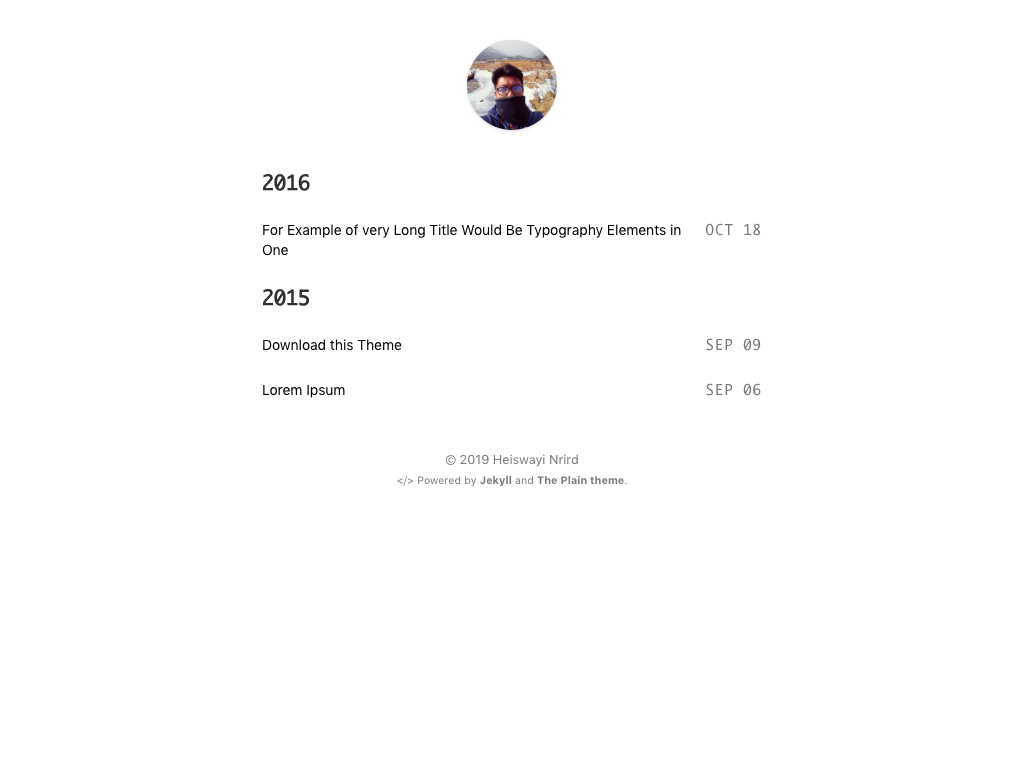 2016
For Example of very Long Title Would Be Typography Elements in OCT 18
One
2015
Download this Theme SEP 09
Lorem Ipsum SEP 06
© 2019 Heiswayi Nrird
</> Powered by Jekyll and The Plain theme.